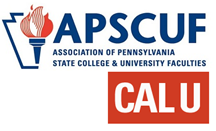 APSCUF
ASSOCIATION OF PENNSYLVANIA
STATE COLLEGE & UNIVERSITY FACULTIES
CAL U